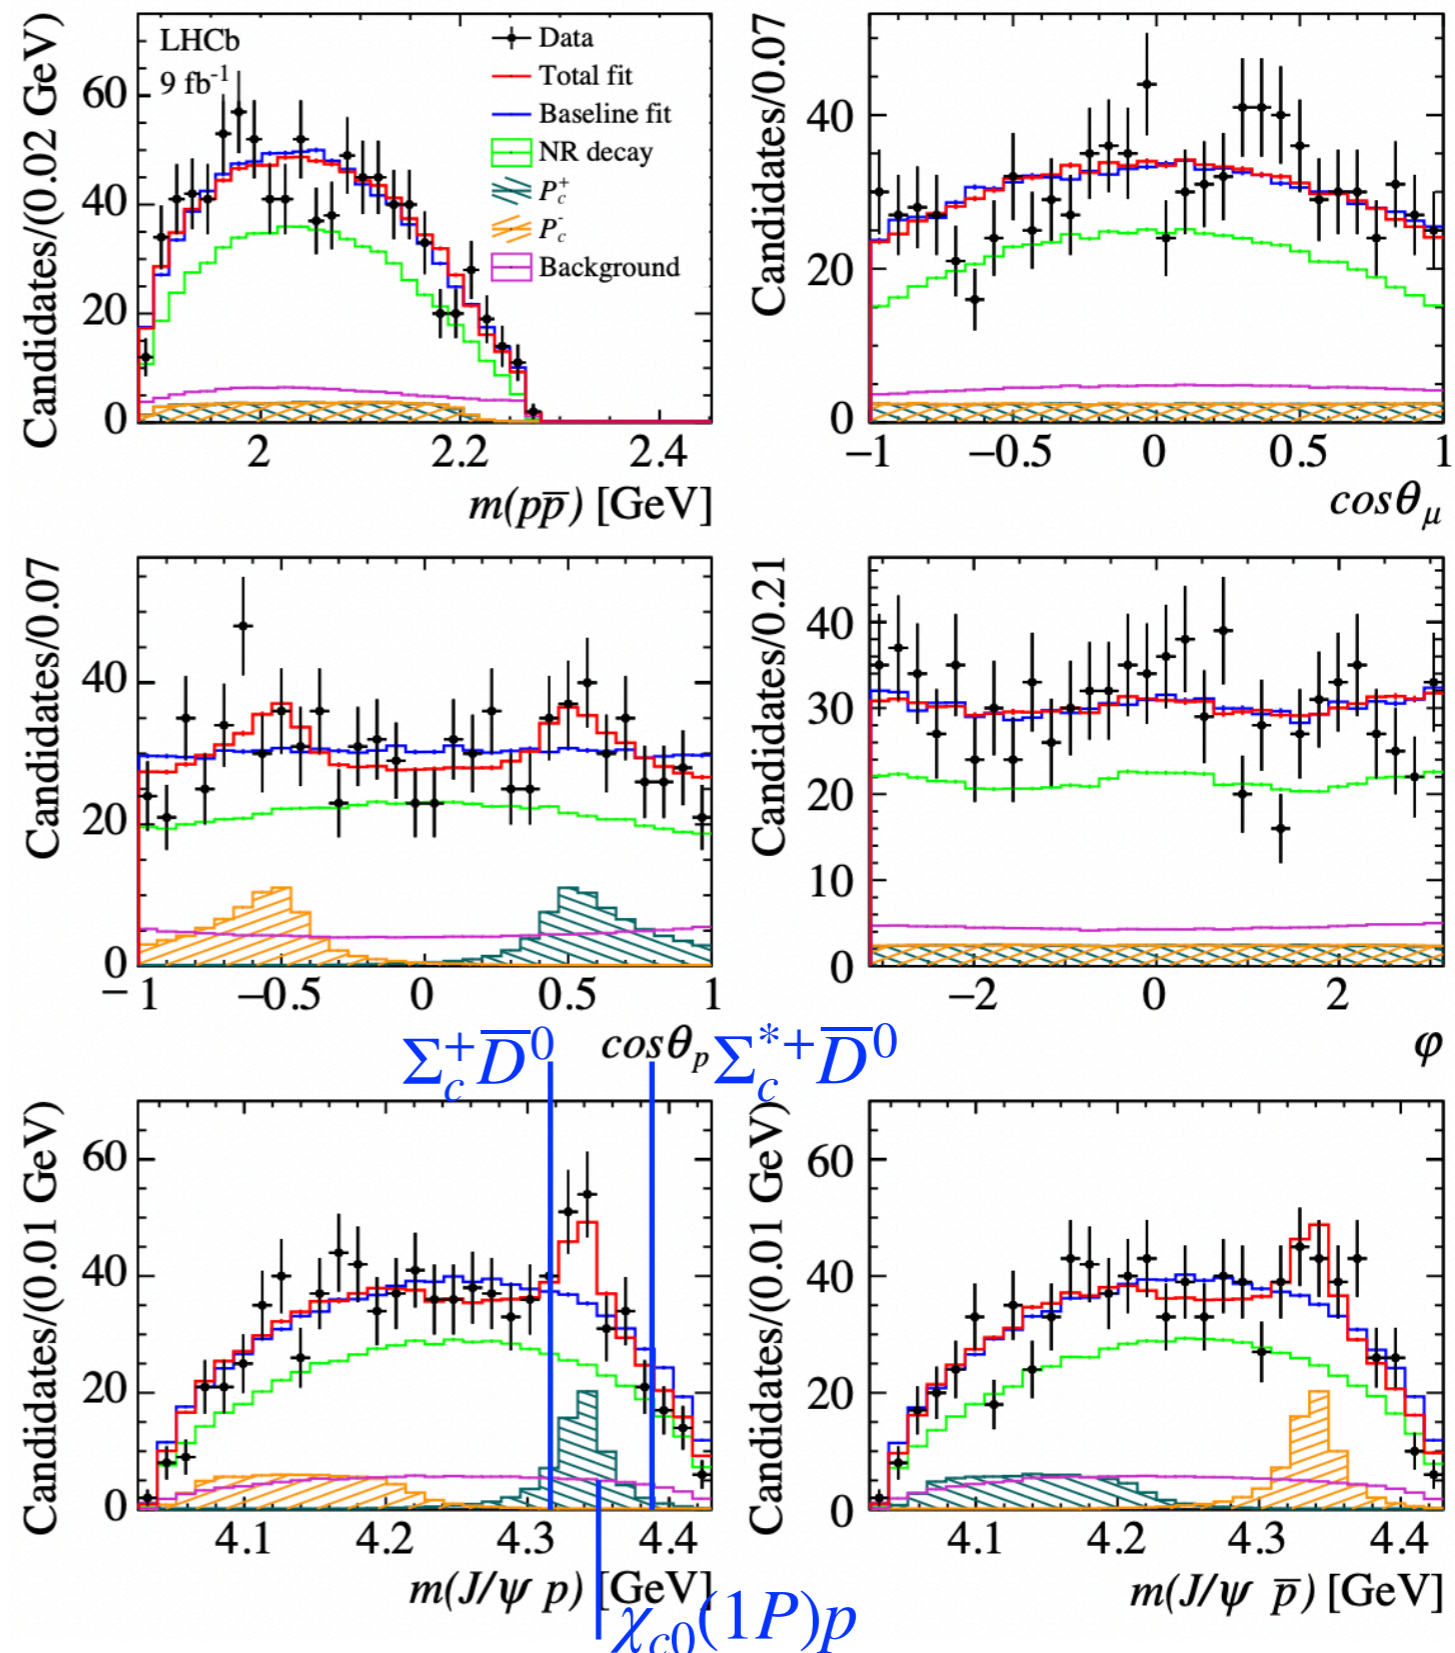 LHCb
9 fb-1
Data
Total fit
Baseline fit
NR decay
P_c^+
P_c^-
Background
Candidates/(0.02 GeV)
60
40
20
0
2 2.2 2.4
m(pp̅) [GeV]
Candidates/0.07
40
20
0
−1 −0.5 0 0.5 1
cosθ_μ
Candidates/0.07
40
20
0
−1 −0.5 0 0.5 1
cosθ_p
Candidates/0.21
40
30
20
10
0
−2 0 2
φ
Σ_c^+ D̅^0
Σ_c^{*+} D̅^0
Candidates/(0.01 GeV)
60
40
20
0
4.1 4.2 4.3 4.4
m(J/ψ p) [GeV]
χ_{c0}(1P)p
Candidates/(0.01 GeV)
60
40
20
0
4.1 4.2 4.3 4.4
m(J/ψ p̅) [GeV]